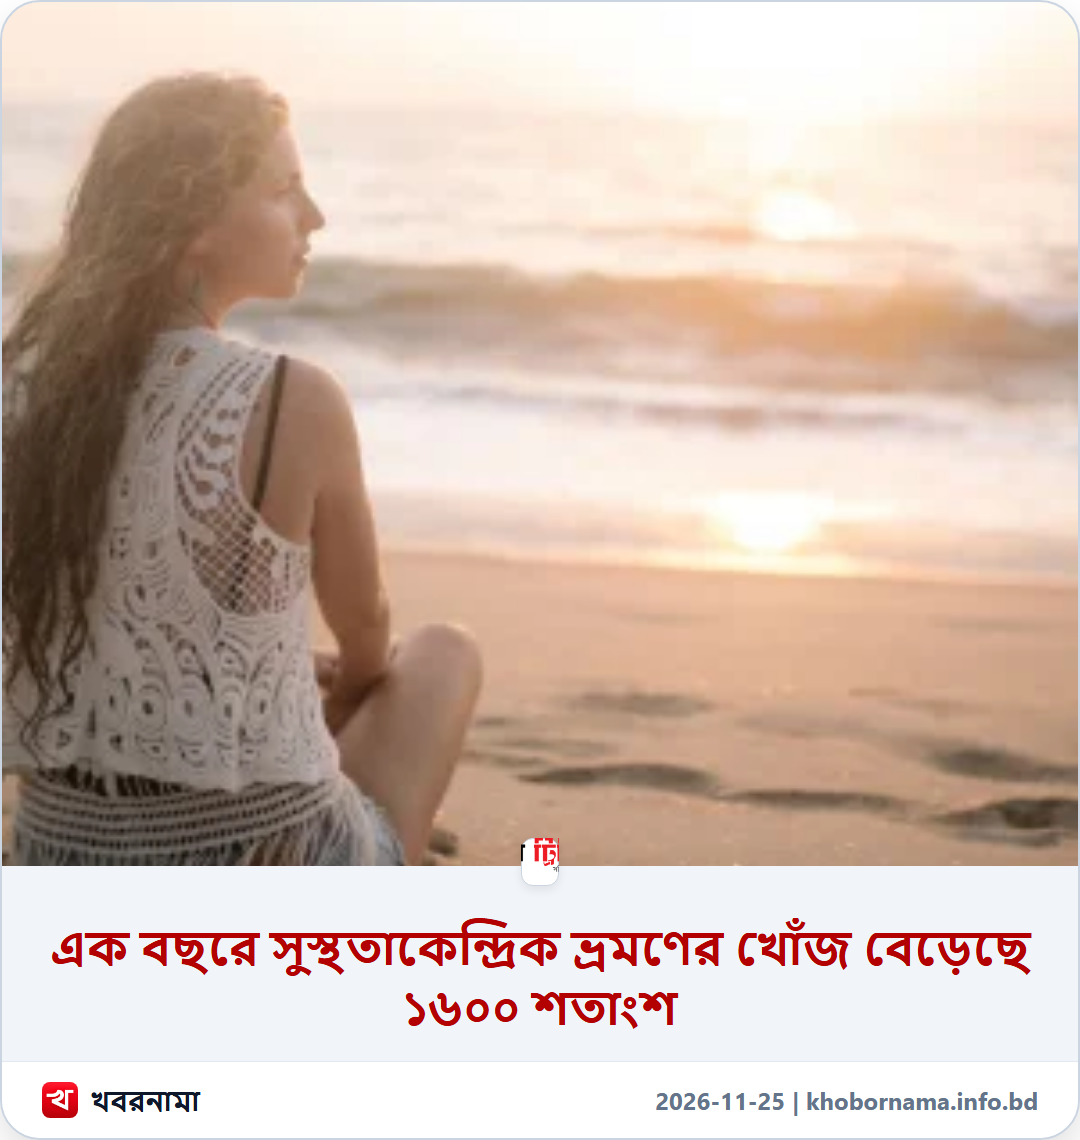 এক বছরে সুস্থতাকেন্দ্রিক ভ্রমণের খোঁজ বেড়েছে
১৬০০ শতাংশ
খ খবরনামা
2026-11-25 | khobornama.info.bd